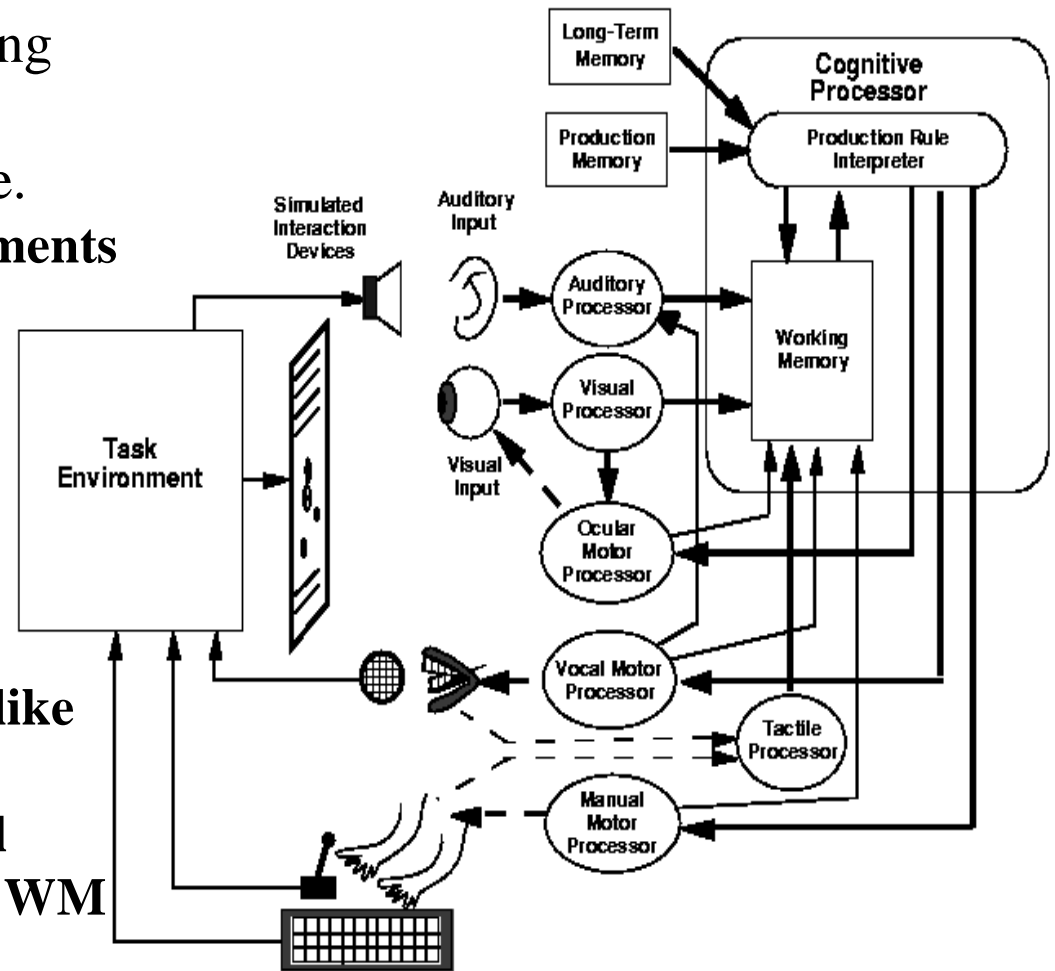 ng
e.
ments
like
l
WM
Long-Term
Memory
Cognitive
Processor
Production
Memory
Production Rule
Interpreter
Simulated
Interaction
Devices
Auditory
Input
Auditory
Processor
Working
Memory
Visual
Processor
Task
Environment
Visual
Input
Ocular
Motor
Processor
Vocal Motor
Processor
Tactile
Processor
Manual
Motor
Processor